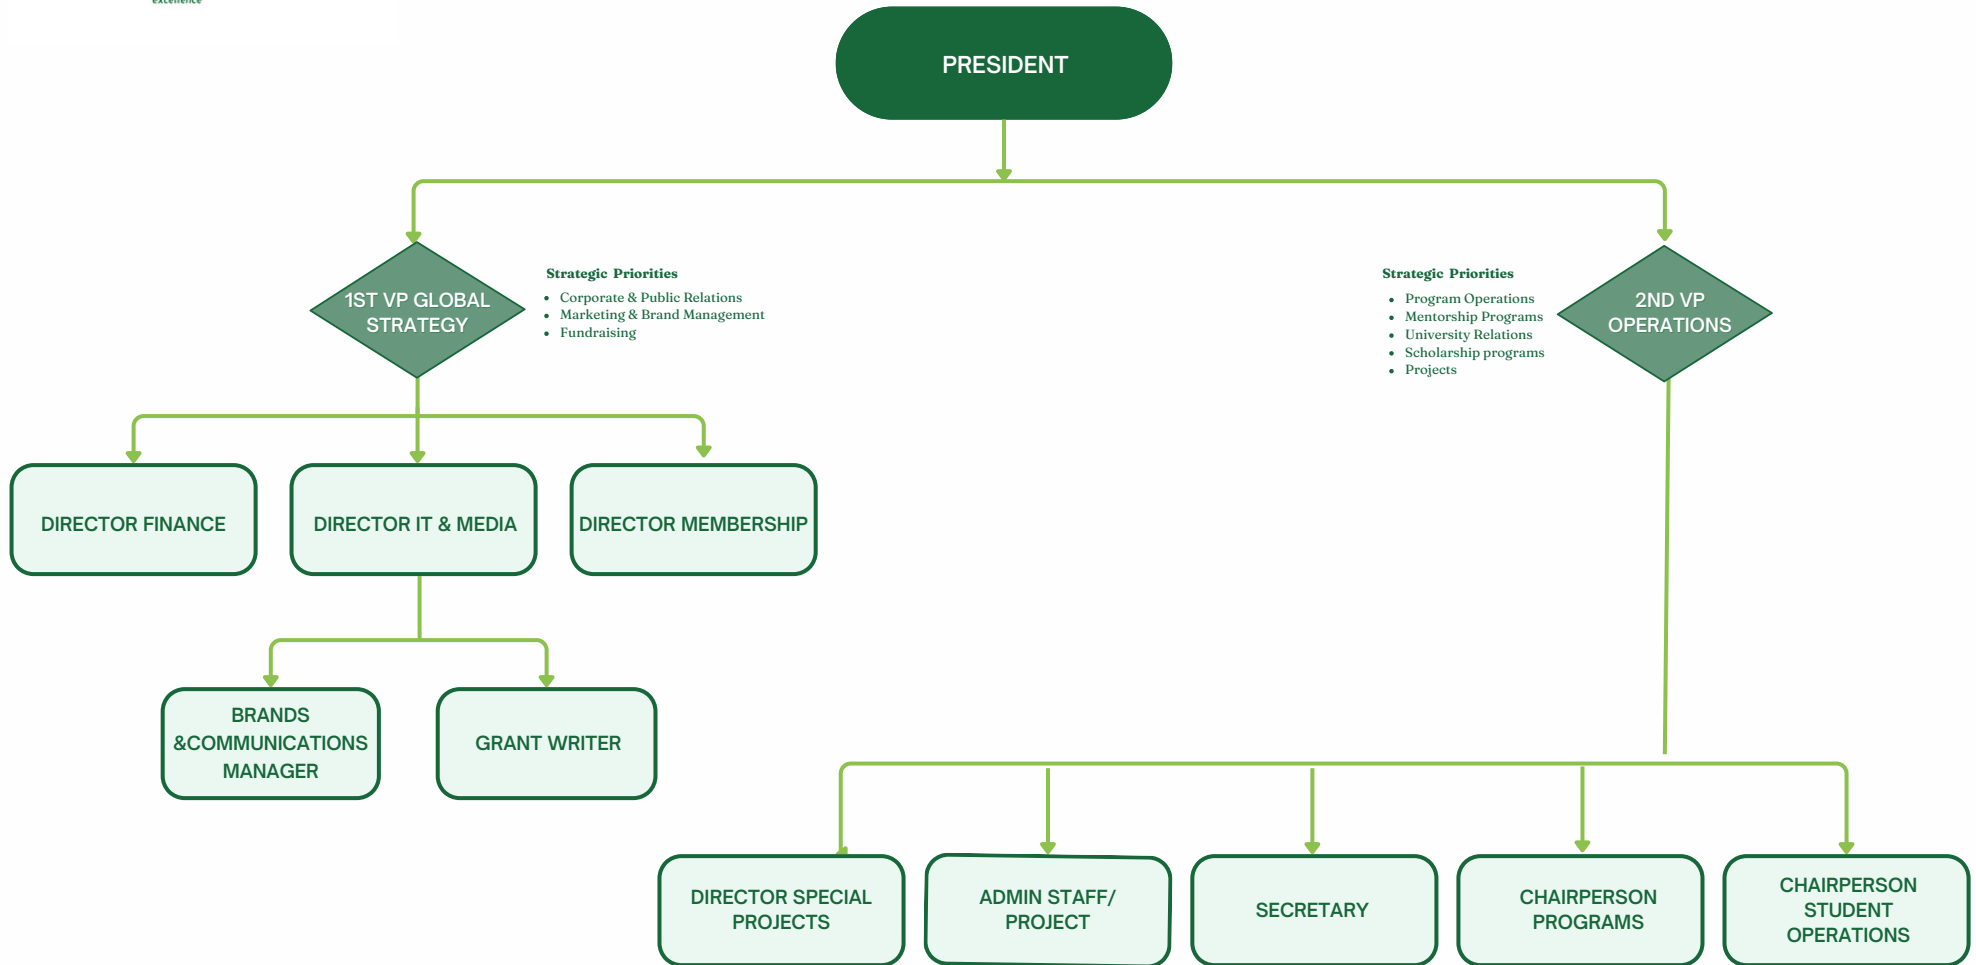 excellence
PRESIDENT
1ST VP GLOBAL
STRATEGY
Strategic Priorities
• Corporate & Public Relations
• Marketing & Brand Management
• Fundraising
Strategic Priorities
• Program Operations
• Mentorship Programs
• University Relations
• Scholarship programs
• Projects
2ND VP
OPERATIONS
DIRECTOR FINANCE
DIRECTOR IT & MEDIA
DIRECTOR MEMBERSHIP
BRANDS
&COMMUNICATIONS
MANAGER
GRANT WRITER
DIRECTOR SPECIAL
PROJECTS
ADMIN STAFF/
PROJECT
SECRETARY
CHAIRPERSON
PROGRAMS
CHAIRPERSON
STUDENT
OPERATIONS